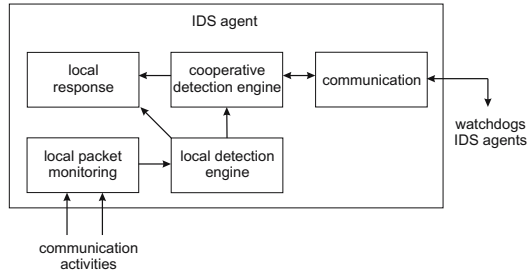 IDS agent
local
response
cooperative
detection engine
communication
watchdogs
IDS agents
local packet
monitoring
local detection
engine
communication
activities